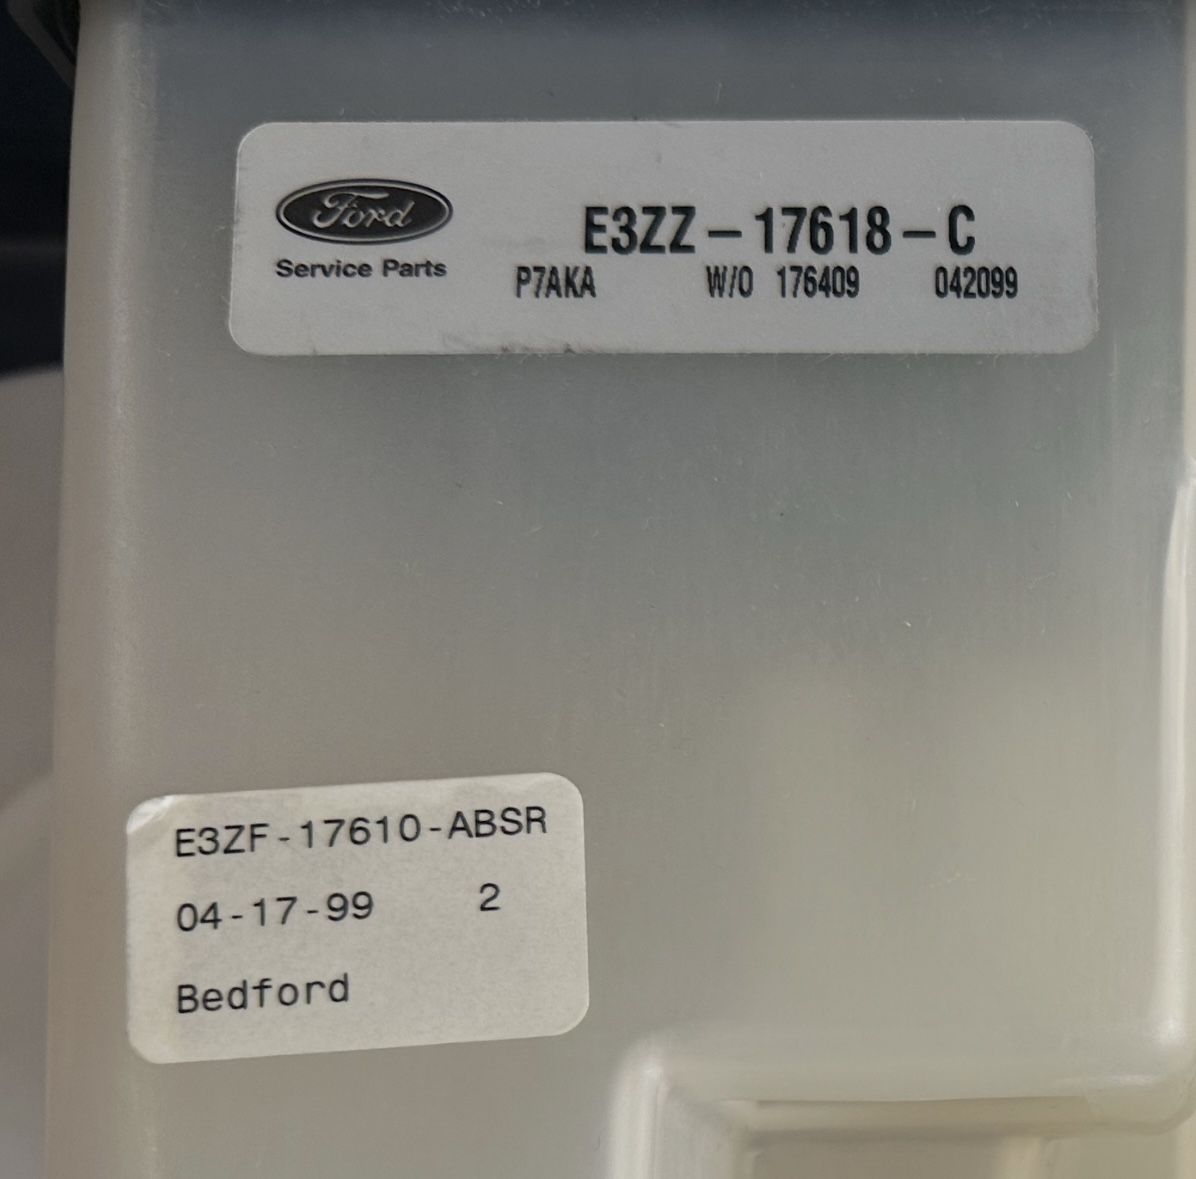 Ford
Service Parts
E3ZZ-17618-C
P7AKA W/O 176409 042099
E3ZF-17610-ABSR
04-17-99 2
Bedford